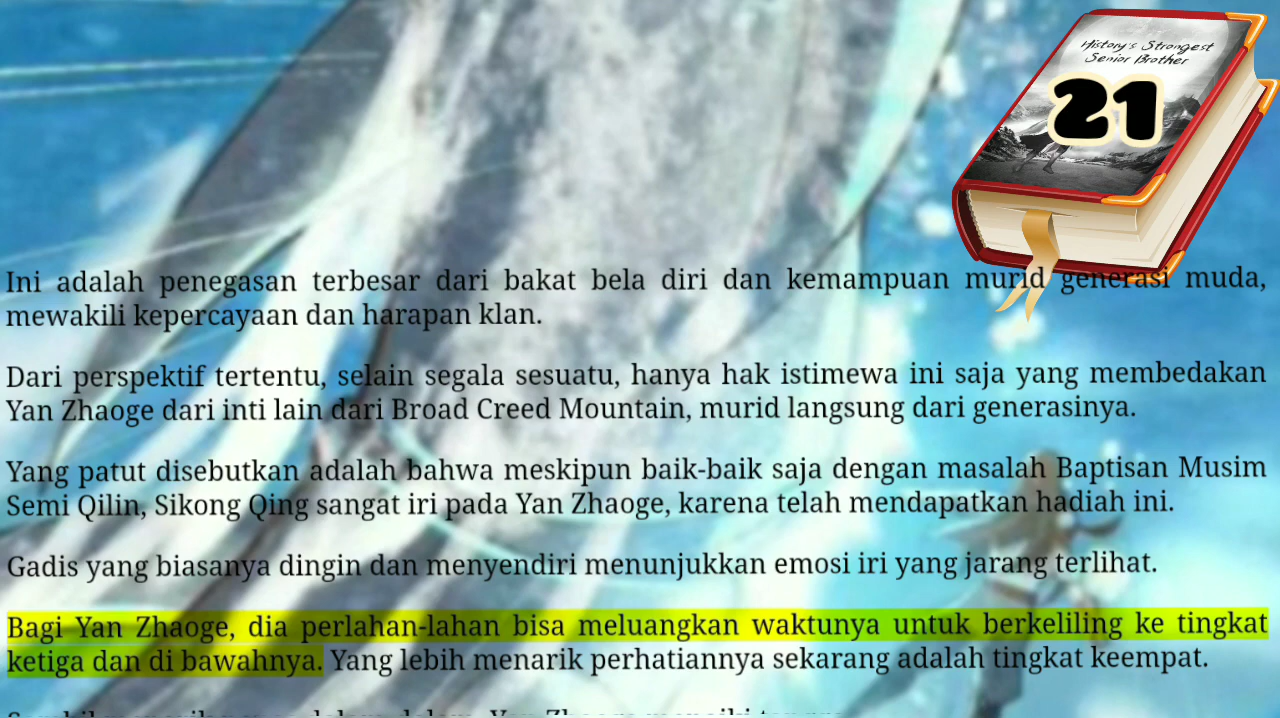 History's Strongest
Senior Brother
21
Ini adalah penegasan terbesar dari bakat bela diri dan kemampuan murid generasi muda,
mewakili kepercayaan dan harapan klan.
Dari perspektif tertentu, selain segala sesuatu, hanya hak istimewa ini saja yang membedakan
Yan Zhaoge dari inti lain dari Broad Creed Mountain, murid langsung dari generasinya.
Yang patut disebutkan adalah bahwa meskipun baik-baik saja dengan masalah Baptisan Musim
Semi Qilin, Sikong Qing sangat iri pada Yan Zhaoge, karena telah mendapatkan hadiah ini.
Gadis yang biasanya dingin dan menyendiri menunjukkan emosi iri yang jarang terlihat.
Bagi Yan Zhaoge, dia perlahan-lahan bisa meluangkan waktunya untuk berkeliling ke tingkat
ketiga dan di bawahnya. Yang lebih menarik perhatiannya sekarang adalah tingkat keempat.